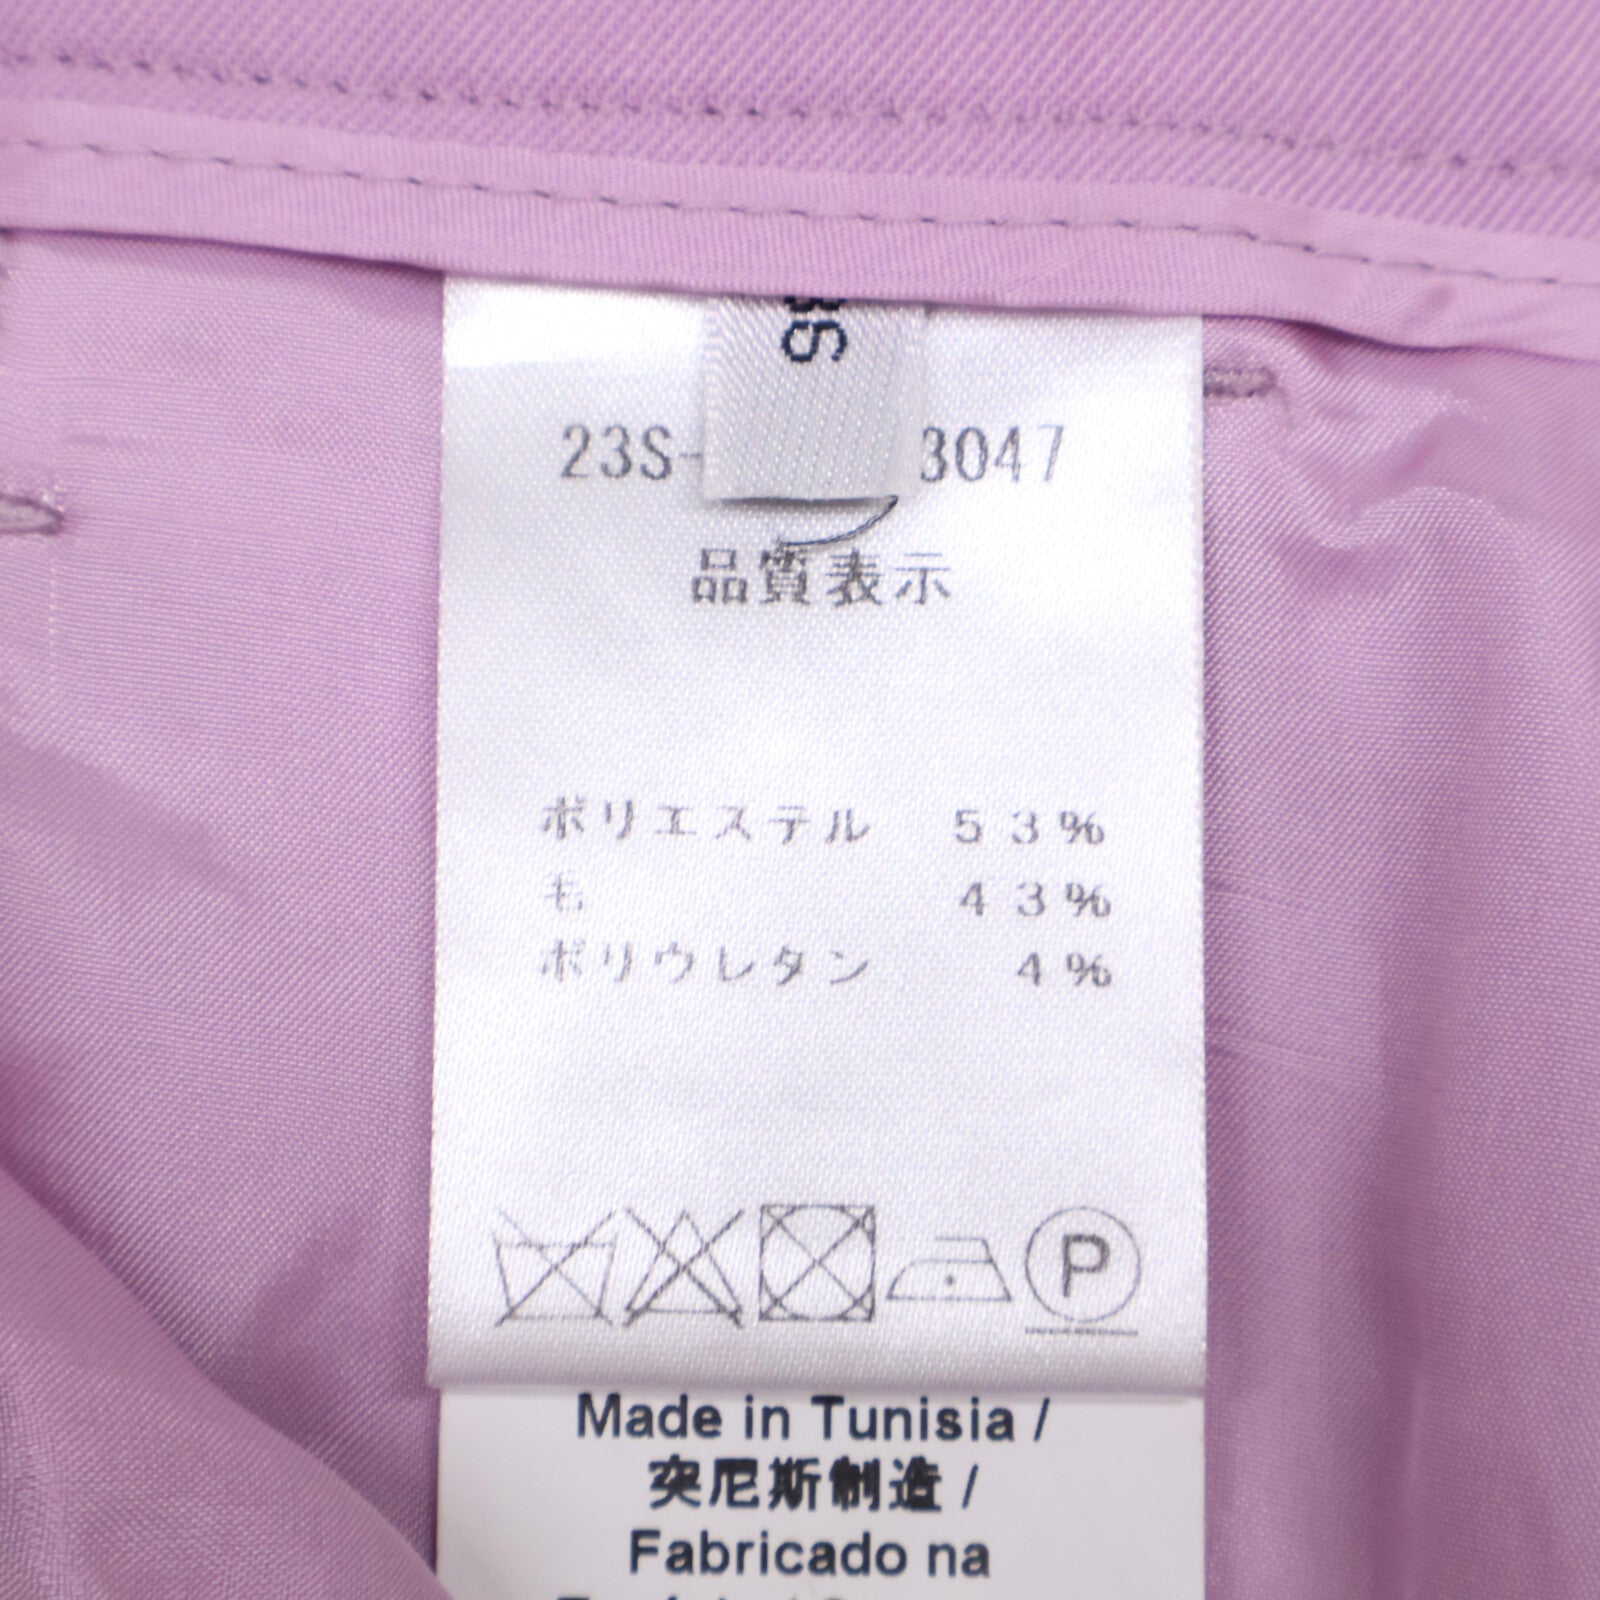 38
23S- 3047
品質表示
ポリエステル 53%
毛 43%
ポリウレタン 4%
P
Made in Tunisia /
突尼斯制造 /
Fabricado na